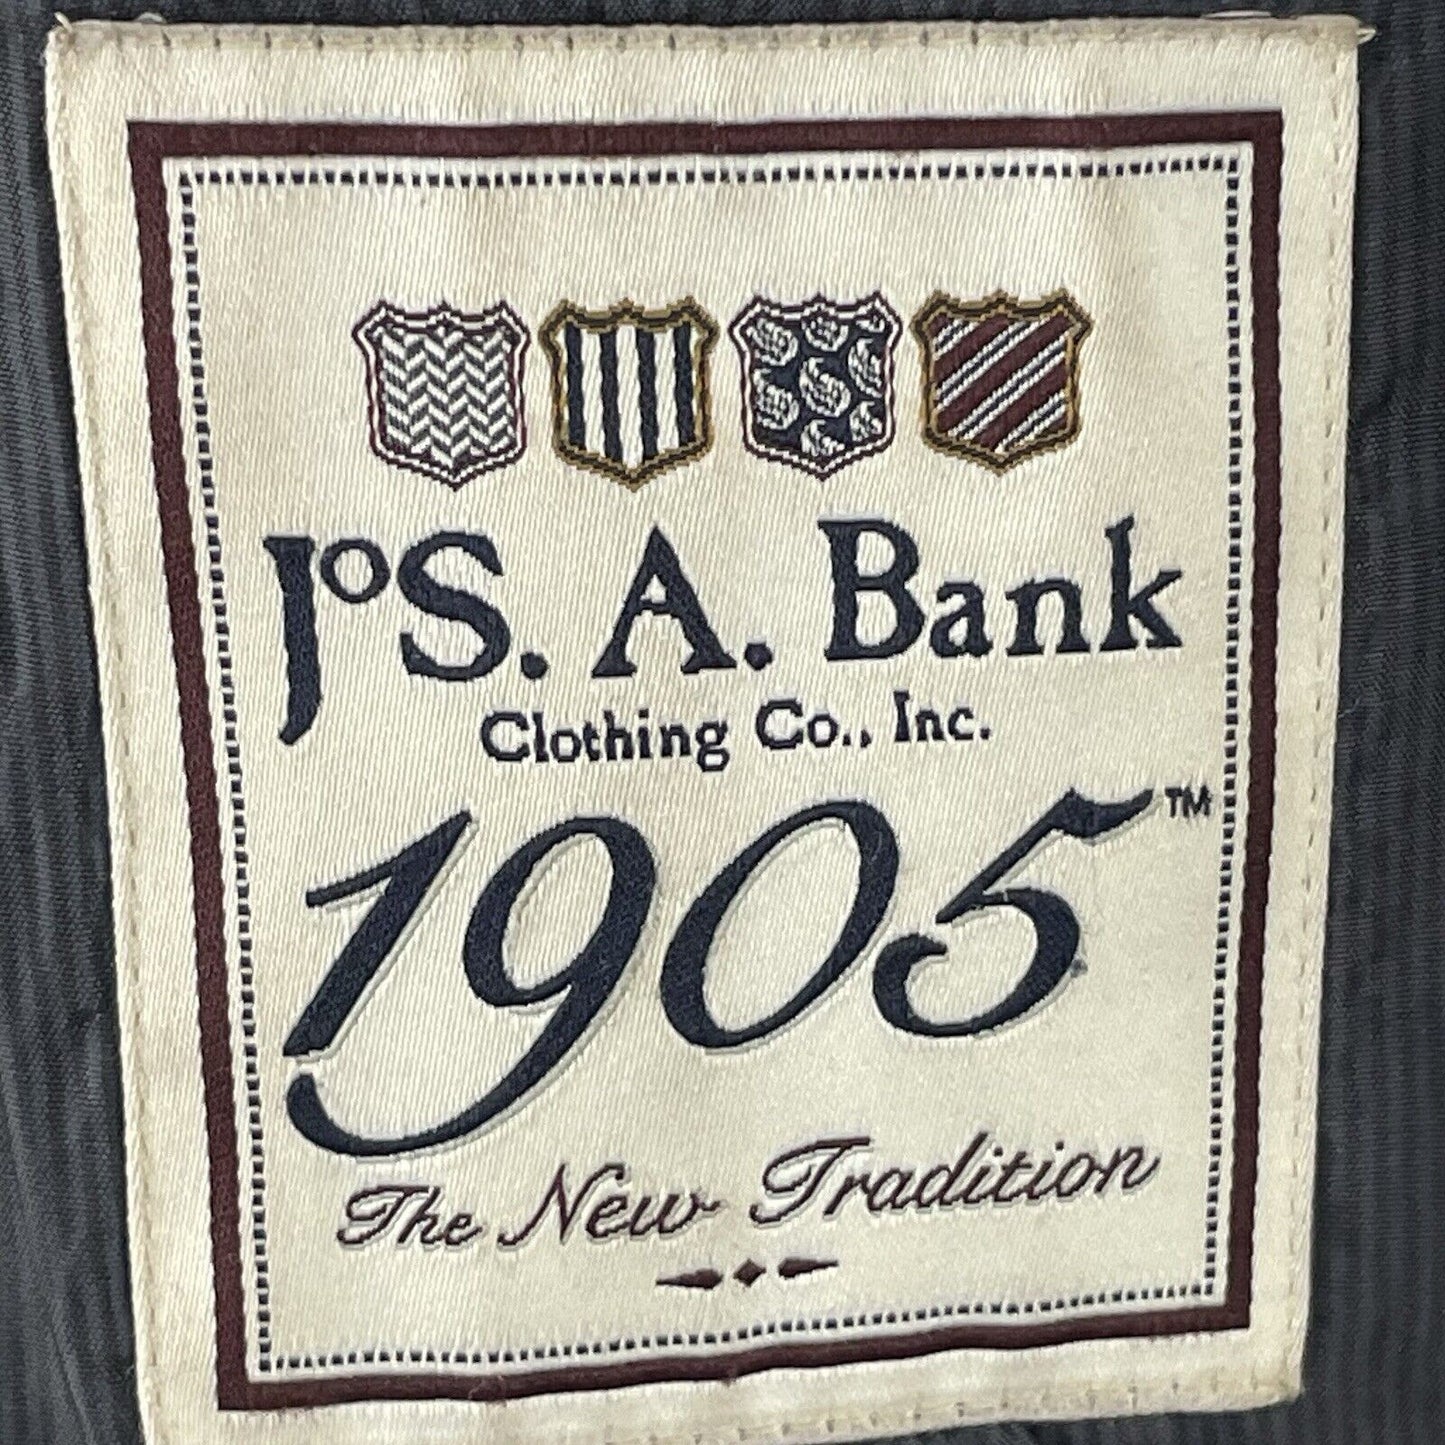 JoS. A. Bank
Clothing Co., Inc.
1905™
The New Tradition